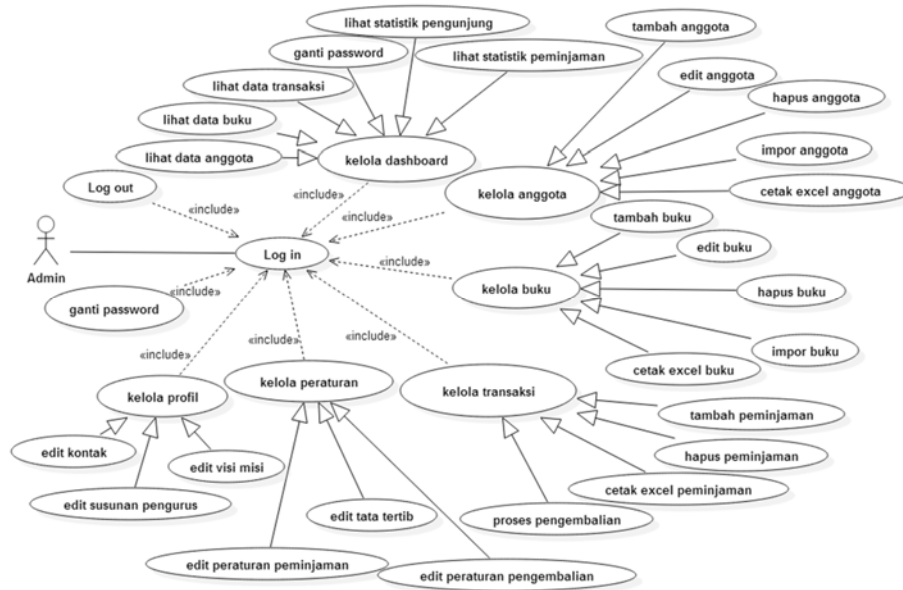 lihat statistik pengunjung
tambah anggota
ganti password
lihat statistik peminjaman
edit anggota
lihat data transaksi
hapus anggota
lihat data buku
impor anggota
lihat data anggota
kelola dashboard
kelola anggota
cetak excel anggota
Log out
«include»
«include»
«include»
tambah buku
edit buku
Admin
Log in
«include»
«include»
kelola buku
hapus buku
ganti password
impor buku
cetak excel buku
«include»
«include»
«include»
kelola profil
kelola peraturan
kelola transaksi
tambah peminjaman
edit kontak
edit visi misi
hapus peminjaman
edit susunan pengurus
cetak excel peminjaman
edit tata tertib
proses pengembalian
edit peraturan peminjaman
edit peraturan pengembalian